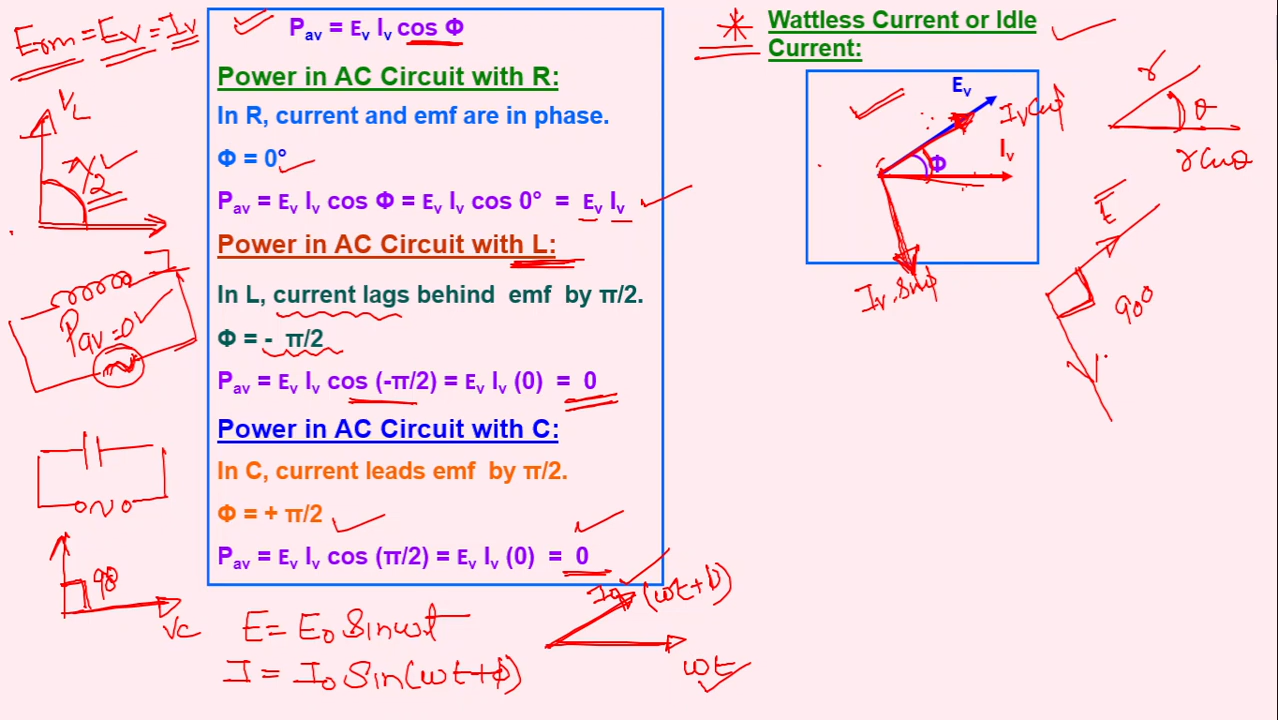 Erm = Ev = Iv
Pav = Ev Iv cos Φ
Power in AC Circuit with R:
In R, current and emf are in phase.
Φ = 0°
Pav = Ev Iv cos Φ = Ev Iv cos 0° = Ev Iv
Power in AC Circuit with L:
In L, current lags behind emf by π/2.
Φ = - π/2
Pav = Ev Iv cos (-π/2) = Ev Iv (0) = 0
Power in AC Circuit with C:
In C, current leads emf by π/2.
Φ = + π/2
Pav = Ev Iv cos (π/2) = Ev Iv (0) = 0
VL
π/2
Pav=0
90
VC
E = E0 Sinωt
I = I0 Sin(ωt+ϕ)
(ωt+ϕ)
ωt
Wattless Current or Idle
Current:
Ev
Iv cosϕ
Iv
Φ
Iv sinϕ
r
θ
r cosθ
E
90°